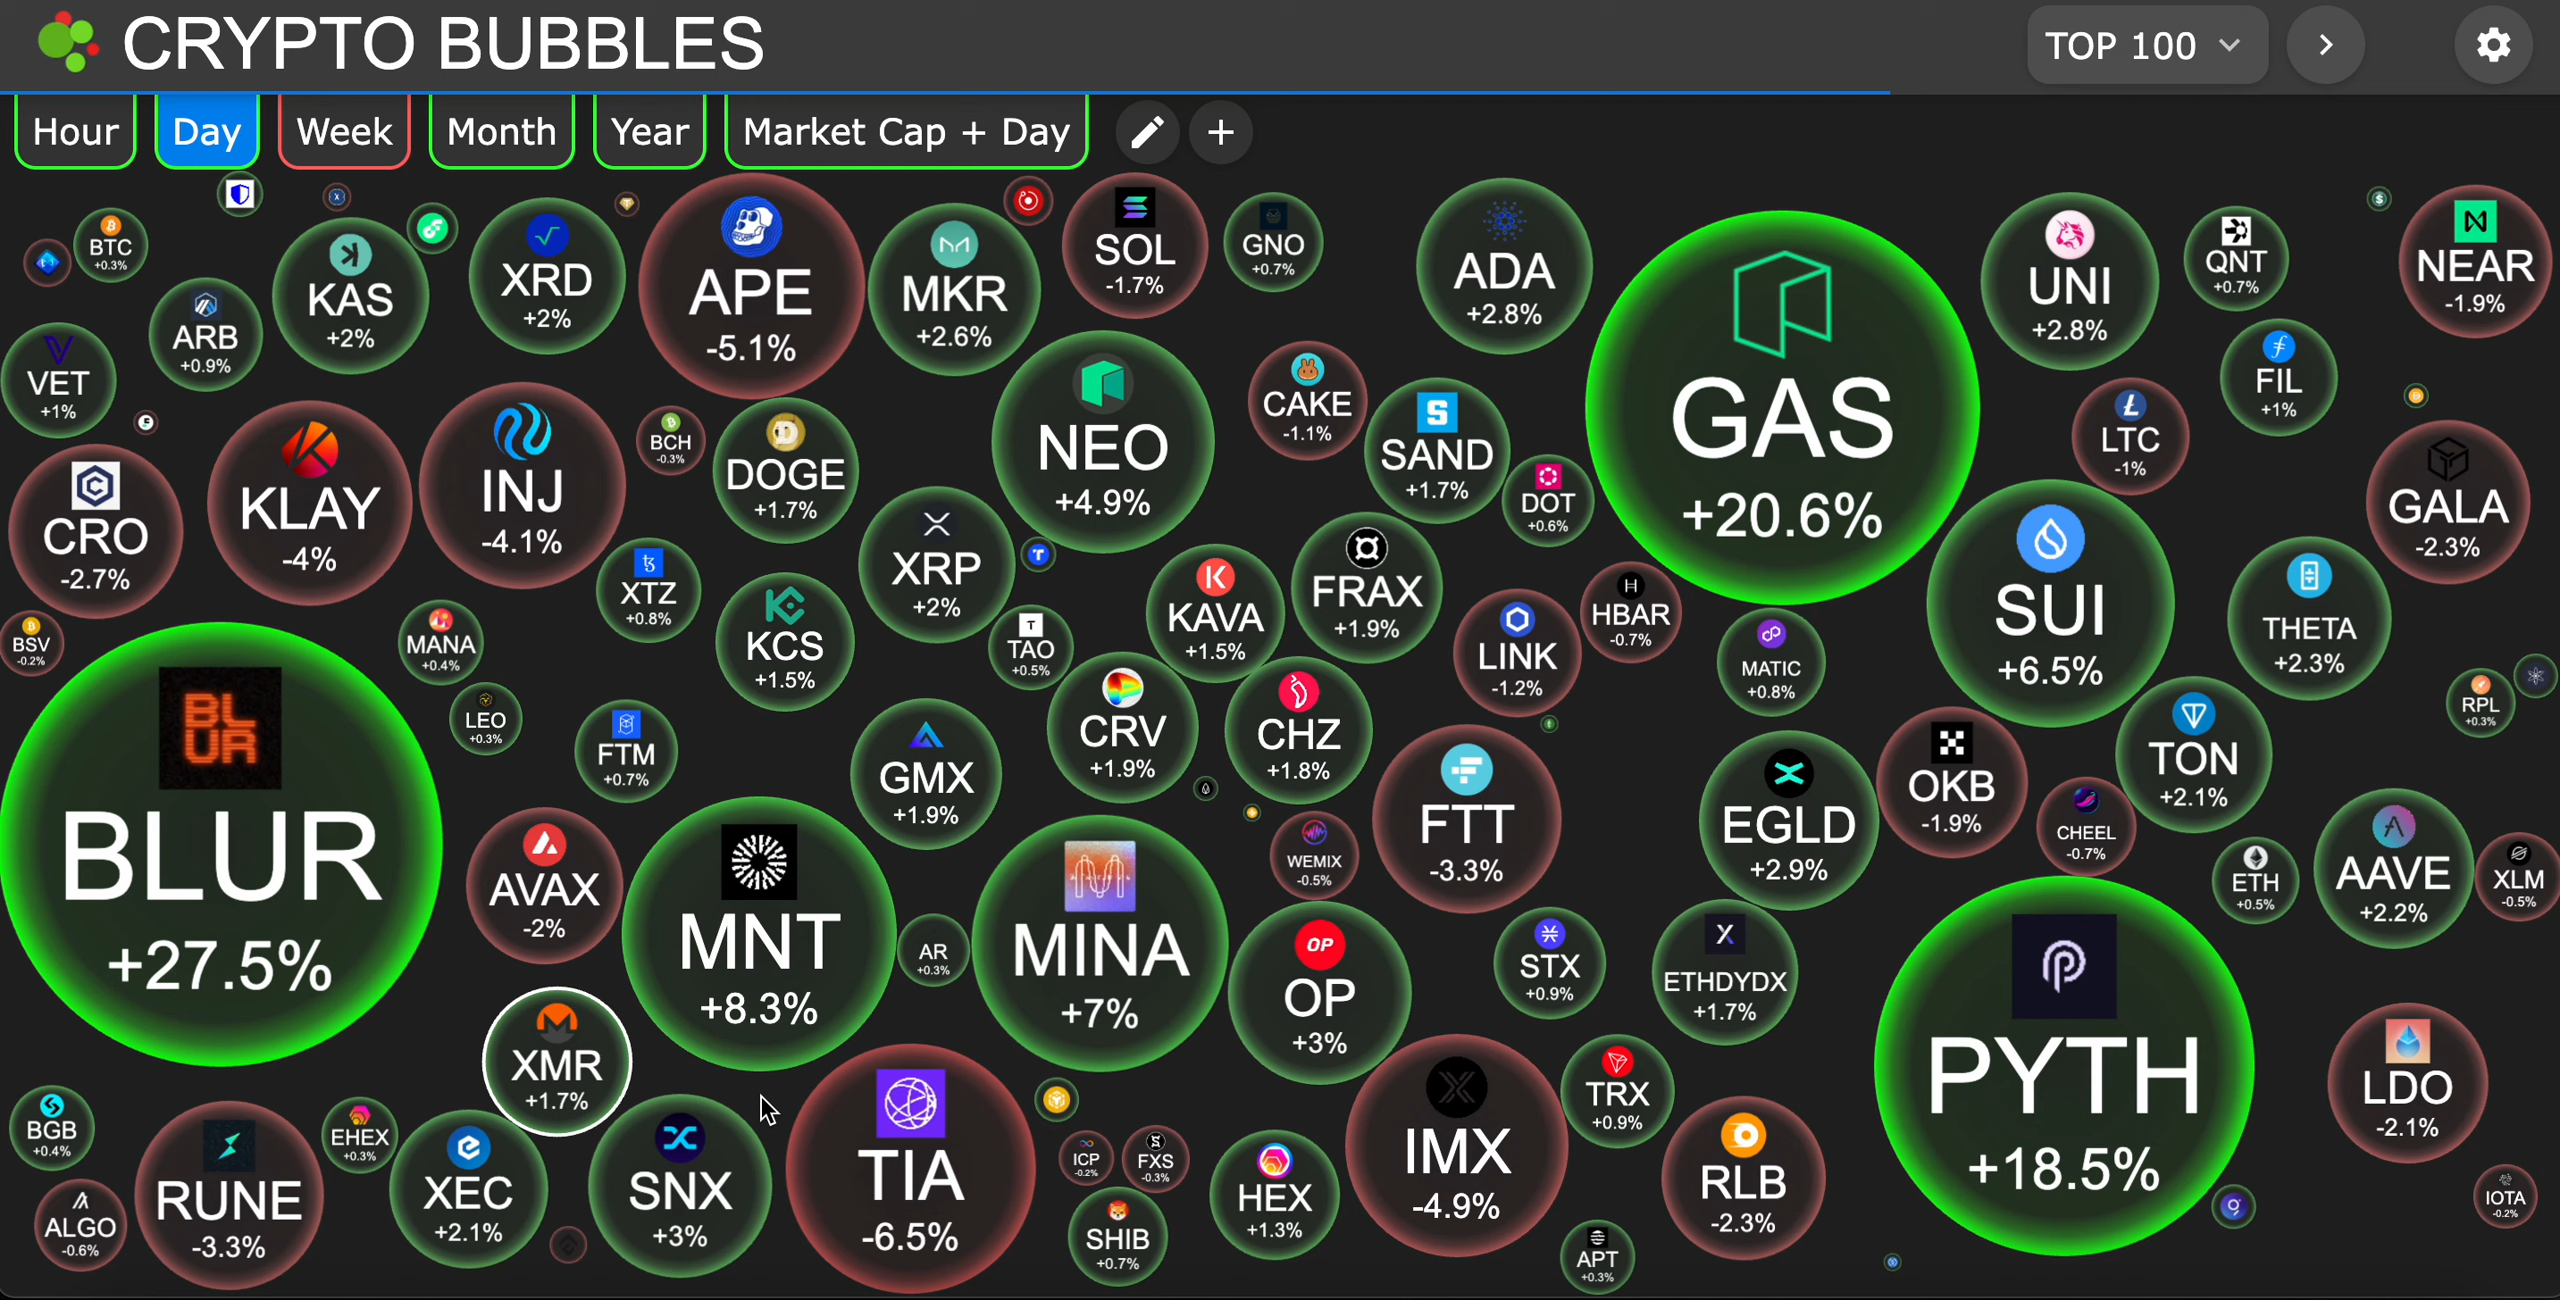 CRYPTO BUBBLES
TOP 100
Hour
Day
Week
Month
Year
Market Cap + Day
BTC
+0.3%
ARB
+0.9%
KAS
+2%
XRD
+2%
APE
-5.1%
MKR
+2.6%
SOL
-1.7%
GNO
+0.7%
ADA
+2.8%
GAS
+20.6%
UNI
+2.8%
QNT
+0.7%
NEAR
-1.9%
VET
+1%
CRO
-2.7%
KLAY
-4%
INJ
-4.1%
BCH
-0.3%
DOGE
+1.7%
NEO
+4.9%
CAKE
-1.1%
SAND
+1.7%
DOT
+0.6%
LTC
-1%
FIL
+1%
GALA
-2.3%
XTZ
+0.8%
XRP
+2%
KAVA
+1.5%
FRAX
+1.9%
HBAR
-0.7%
SUI
+6.5%
THETA
+2.3%
BSV
-0.2%
MANA
+0.4%
KCS
+1.5%
TAO
+0.5%
LINK
-1.2%
MATIC
+0.8%
LEO
+0.3%
FTM
+0.7%
CRV
+1.9%
CHZ
+1.8%
RPL
+0.3%
BL
UR
BLUR
+27.5%
GMX
+1.9%
FTT
-3.3%
EGLD
+2.9%
OKB
-1.9%
TON
+2.1%
CHEEL
-0.7%
WEMIX
-0.5%
AVAX
-2%
MNT
+8.3%
AR
+0.3%
MINA
+7%
OP
OP
+3%
STX
+0.9%
ETHDYDX
+1.7%
ETH
+0.5%
AAVE
+2.2%
XLM
-0.5%
XMR
+1.7%
PYTH
+18.5%
LDO
-2.1%
BGB
+0.4%
ALGO
-0.6%
RUNE
-3.3%
EHEX
+0.3%
XEC
+2.1%
SNX
+3%
TIA
-6.5%
ICP
-0.2%
FXS
-0.3%
SHIB
+0.7%
HEX
+1.3%
IMX
-4.9%
TRX
+0.9%
RLB
-2.3%
APT
+0.3%
IOTA
-0.2%